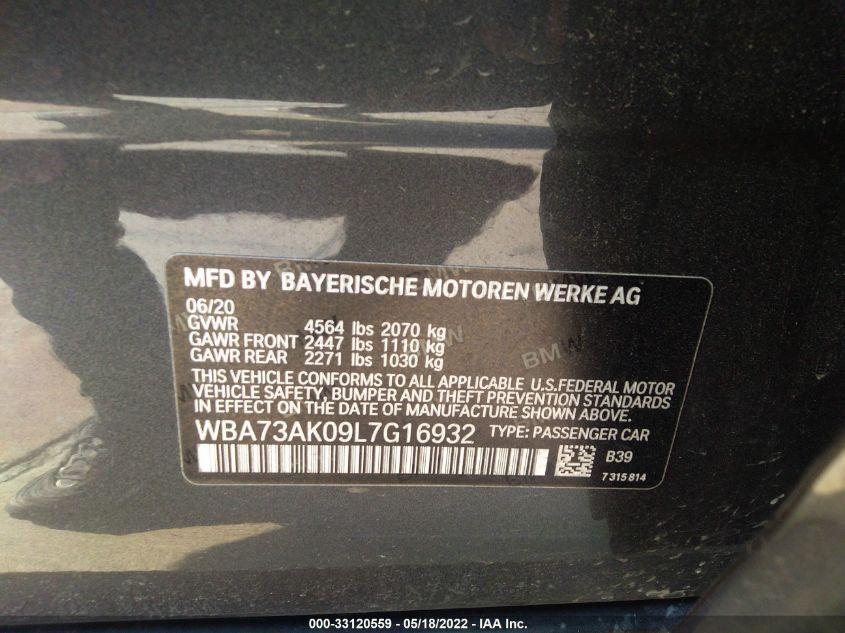 MFD BY BAYERISCHE MOTOREN WERKE AG
06/20
GVWR 4564 lbs 2070 kg
GAWR FRONT 2447 lbs 1110 kg
GAWR REAR 2271 lbs 1030 kg
THIS VEHICLE CONFORMS TO ALL APPLICABLE U.S.FEDERAL MOTOR
VEHICLE SAFETY, BUMPER AND THEFT PREVENTION STANDARDS
IN EFFECT ON THE DATE OF MANUFACTURE SHOWN ABOVE.
WBA73AK09L7G16932 TYPE: PASSENGER CAR
B39
7315814
BMW
000-33120559 - 05/18/2022 - IAA Inc.